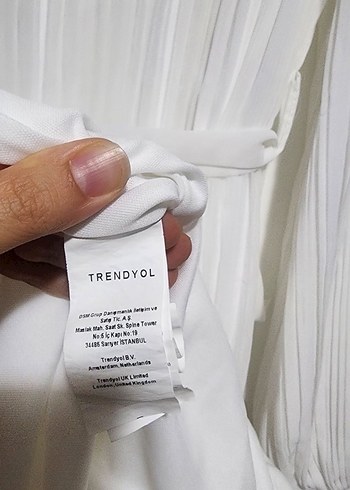 TRENDYOL
DSM Grup Danışmanlık İletişim ve
Satış Tic. A.Ş.
Maslak Mah. Saat Sk. Spine Tower
No:5 İç Kapı No:19
34485 Sarıyer İSTANBUL
Trendyol B.V.
Amsterdam, Netherlands
Trendyol UK Limited
London, United Kingdom